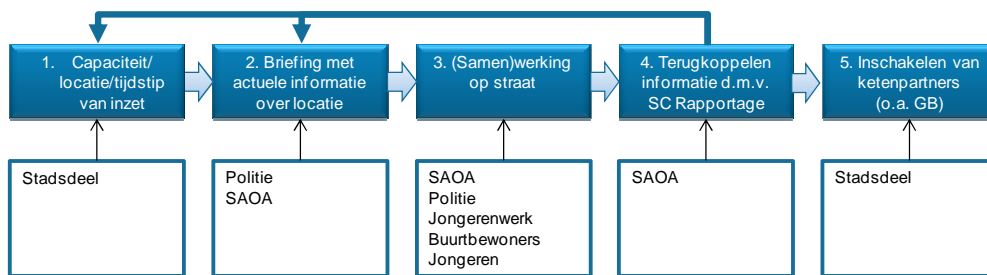 1. Capaciteit/
locatie/tijdstip
van inzet
2. Briefing met
actuele informatie
over locatie
3. (Samen)werking
op straat
4. Terugkoppelen
informatie d.m.v.
SC Rapportage
5. Inschakelen van
ketenpartners
(o.a. GB)
Stadsdeel
Politie
SAOA
SAOA
Politie
Jongerenwerk
Buurtbewoners
Jongeren
SAOA
Stadsdeel